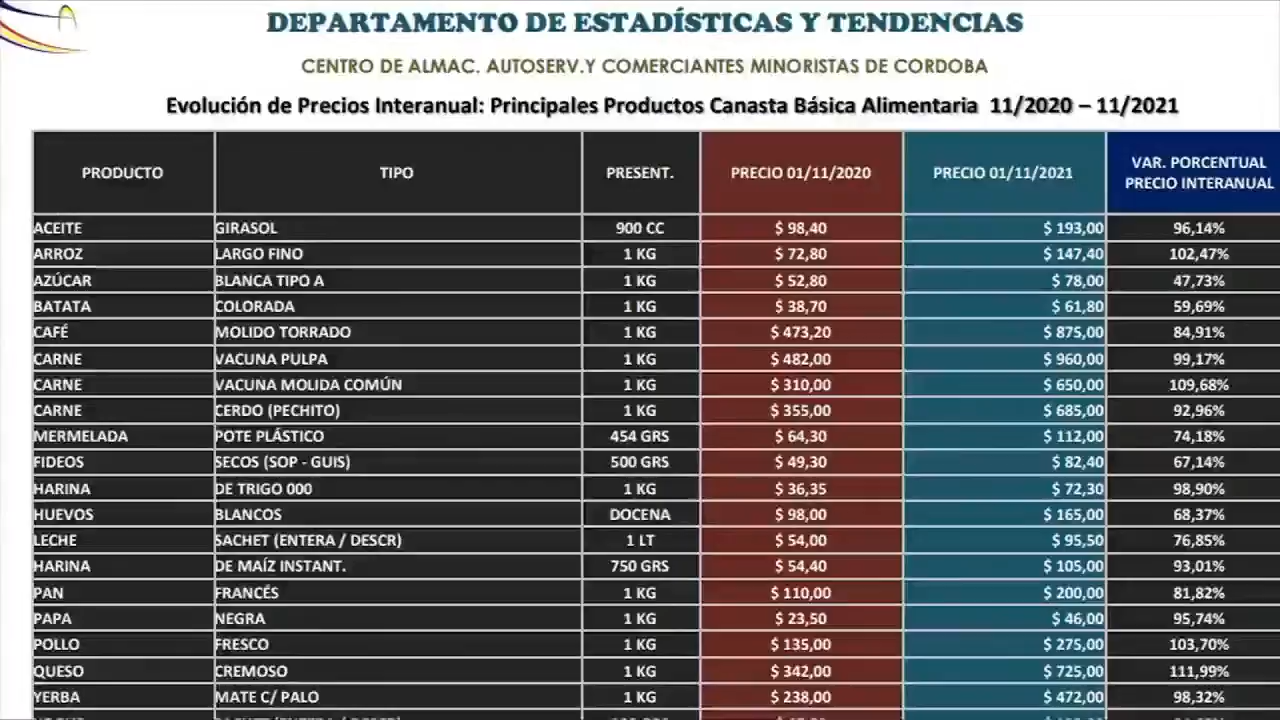 DEPARTAMENTO DE ESTADÍSTICAS Y TENDENCIAS
CENTRO DE ALMAC. AUTOSERV.Y COMERCIANTES MINORISTAS DE CORDOBA
Evolución de Precios Interanual: Principales Productos Canasta Básica Alimentaria 11/2020 – 11/2021
PRODUCTO TIPO PRESENT. PRECIO 01/11/2020 PRECIO 01/11/2021 VAR. PORCENTUAL PRECIO INTERANUAL
ACEITE GIRASOL 900 CC $ 98,40 $ 193,00 96,14%
ARROZ LARGO FINO 1 KG $ 72,80 $ 147,40 102,47%
AZÚCAR BLANCA TIPO A 1 KG $ 52,80 $ 78,00 47,73%
BATATA COLORADA 1 KG $ 38,70 $ 61,80 59,69%
CAFÉ MOLIDO TORRADO 1 KG $ 473,20 $ 875,00 84,91%
CARNE VACUNA PULPA 1 KG $ 482,00 $ 960,00 99,17%
CARNE VACUNA MOLIDA COMÚN 1 KG $ 310,00 $ 650,00 109,68%
CARNE CERDO (PECHITO) 1 KG $ 355,00 $ 685,00 92,96%
MERMELADA POTE PLÁSTICO 454 GRS $ 64,30 $ 112,00 74,18%
FIDEOS SECOS (SOP - GUIS) 500 GRS $ 49,30 $ 82,40 67,14%
HARINA DE TRIGO 000 1 KG $ 36,35 $ 72,30 98,90%
HUEVOS BLANCOS DOCENA $ 98,00 $ 165,00 68,37%
LECHE SACHET (ENTERA / DESCR) 1 LT $ 54,00 $ 95,50 76,85%
HARINA DE MAÍZ INSTANT. 750 GRS $ 54,40 $ 105,00 93,01%
PAN FRANCÉS 1 KG $ 110,00 $ 200,00 81,82%
PAPA NEGRA 1 KG $ 23,50 $ 46,00 95,74%
POLLO FRESCO 1 KG $ 135,00 $ 275,00 103,70%
QUESO CREMOSO 1 KG $ 342,00 $ 725,00 111,99%
YERBA MATE C/ PALO 1 KG $ 238,00 $ 472,00 98,32%